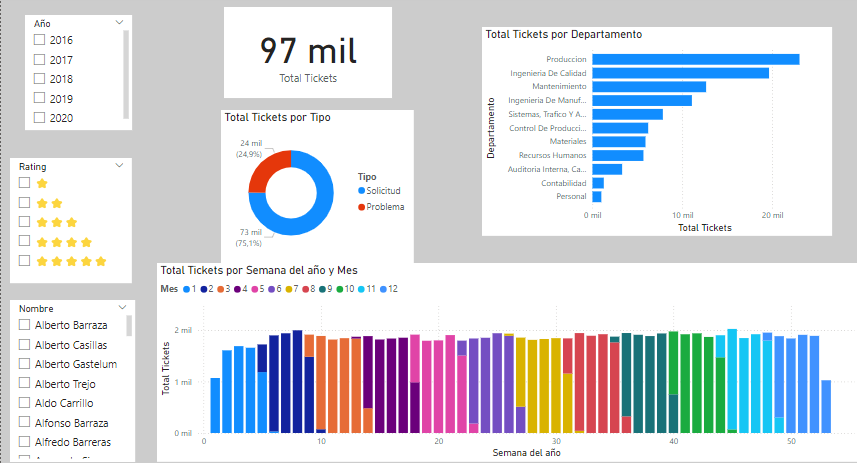 Año
2016
2017
2018
2019
2020
97 mil
Total Tickets
Total Tickets por Departamento
Departamento
Produccion
Ingenieria De Calidad
Mantenimiento
Ingenieria De Manuf...
Sistemas, Trafico Y A...
Control De Producci...
Materiales
Recursos Humanos
Auditoria Interna, Ca...
Contabilidad
Personal
0 mil 10 mil 20 mil
Total Tickets
Total Tickets por Tipo
24 mil
(24,9%)
73 mil
(75,1%)
Tipo
Solicitud
Problema
Rating
Nombre
Alberto Barraza
Alberto Casillas
Alberto Gastelum
Alberto Trejo
Aldo Carrillo
Alfonso Barraza
Alfredo Barreras
Total Tickets por Semana del año y Mes
Mes 1 2 3 4 5 6 7 8 9 10 11 12
Total Tickets
2 mil
1 mil
0 mil
0 10 20 30 40 50
Semana del año